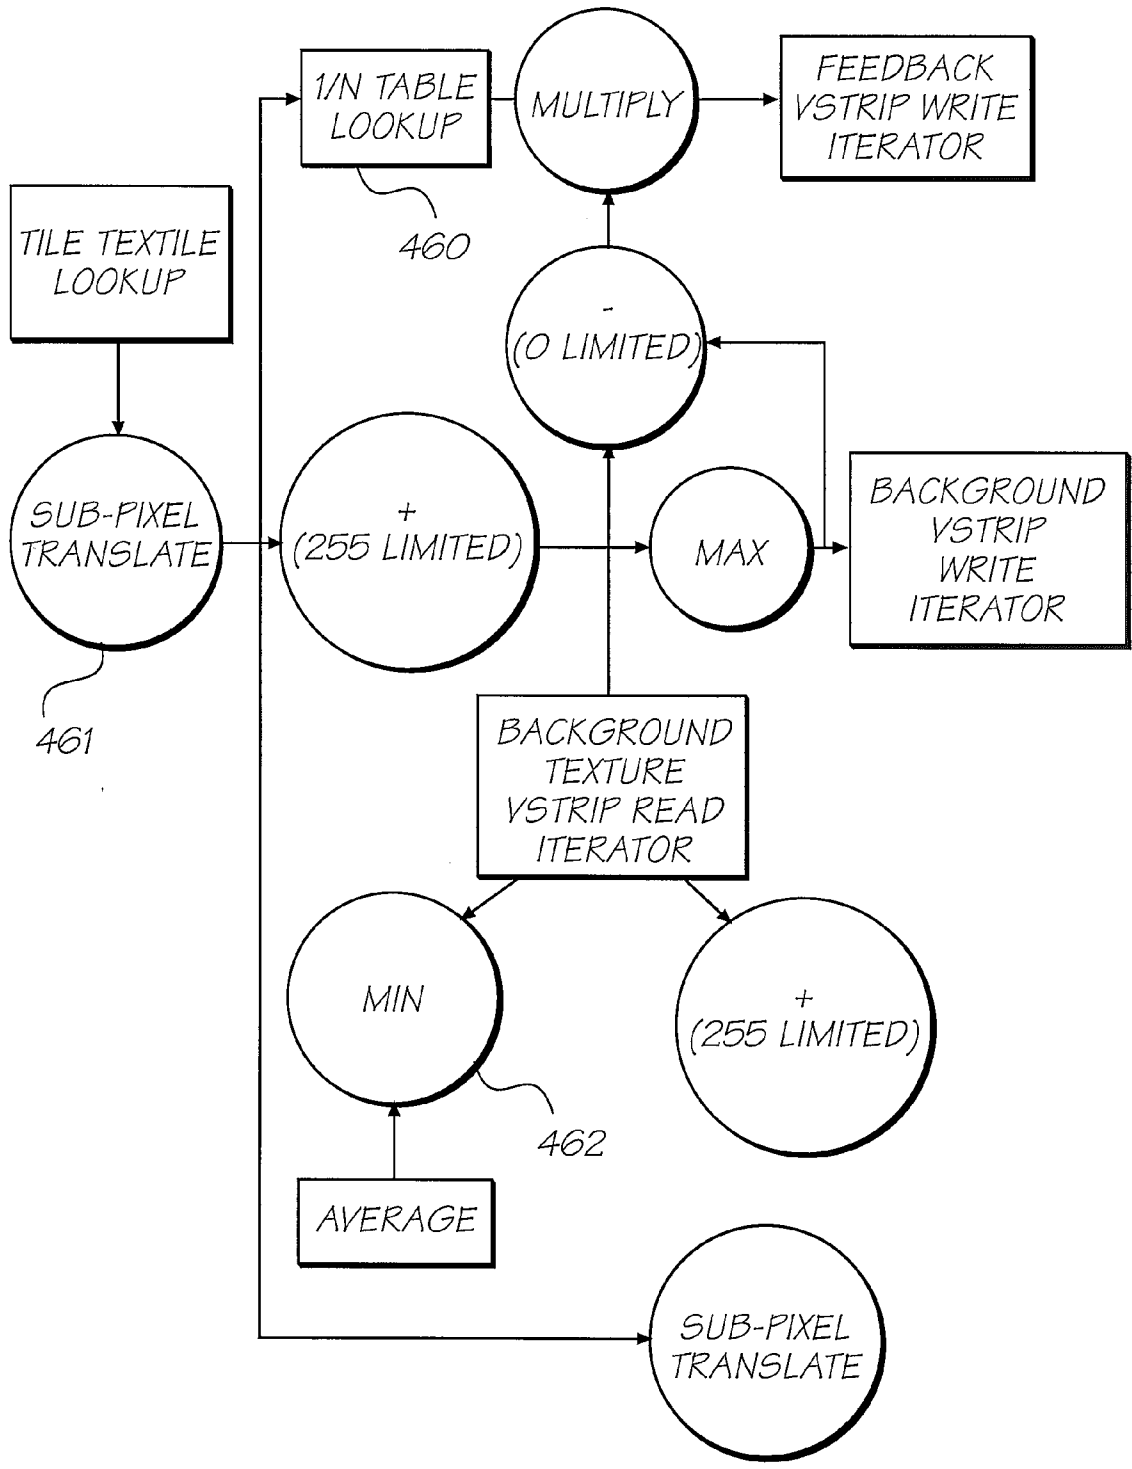 1/N TABLE
LOOKUP
MULTIPLY
FEEDBACK
VSTRIP WRITE
ITERATOR
460
TILE TEXTILE
LOOKUP
-
(0 LIMITED)
SUB-PIXEL
TRANSLATE
461
+
(255 LIMITED)
MAX
BACKGROUND
VSTRIP
WRITE
ITERATOR
BACKGROUND
TEXTURE
VSTRIP READ
ITERATOR
MIN
462
+
(255 LIMITED)
AVERAGE
SUB-PIXEL
TRANSLATE